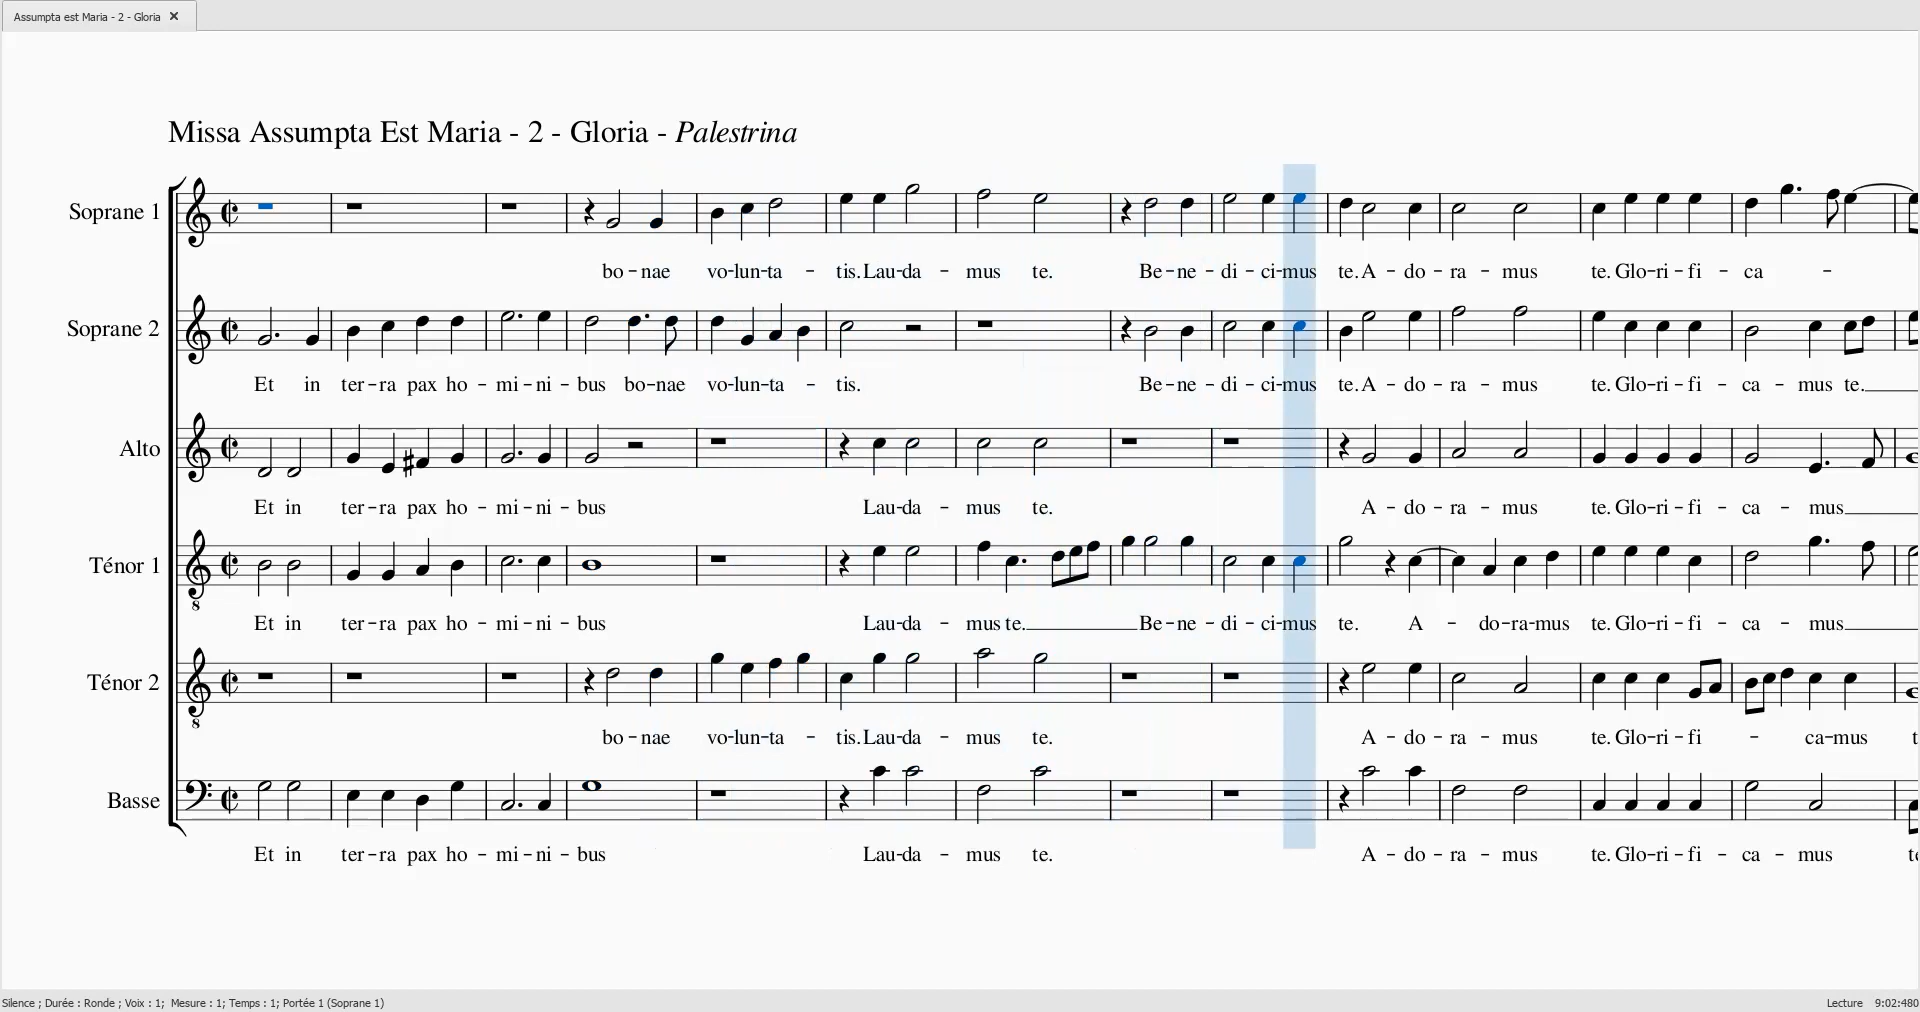 Assumpta est Maria - 2 - Gloria ✕
Missa Assumpta Est Maria - 2 - Gloria - Palestrina
Soprane 1
bo - nae vo-lun-ta - tis. Lau-da - mus te. Be-ne - di - ci-mus te. A - do - ra - mus te. Glo-ri-fi - ca -
Soprane 2
Et in ter-ra pax ho - mi-ni - bus bo-nae vo-lun-ta - tis. Be-ne - di - ci-mus te. A - do - ra - mus te. Glo-ri-fi - ca - mus te.
Alto
Et in ter-ra pax ho - mi-ni - bus Lau-da - mus te. A - do - ra - mus te. Glo-ri-fi - ca - mus
Ténor 1
8
Et in ter-ra pax ho - mi-ni - bus Lau-da - mus te. Be-ne - di - ci-mus te. A - do-ra-mus te. Glo-ri-fi - ca - mus
Ténor 2
8
bo - nae vo-lun-ta - tis. Lau-da - mus te. A - do - ra - mus te. Glo-ri-fi - ca-mus t
Basse
Et in ter-ra pax ho - mi-ni - bus Lau-da - mus te. A - do - ra - mus te. Glo-ri-fi - ca - mus te
Silence ; Durée : Ronde ; Voix : 1; Mesure : 1; Temps : 1; Portée 1 (Soprane 1)
Lecture 9:02:480